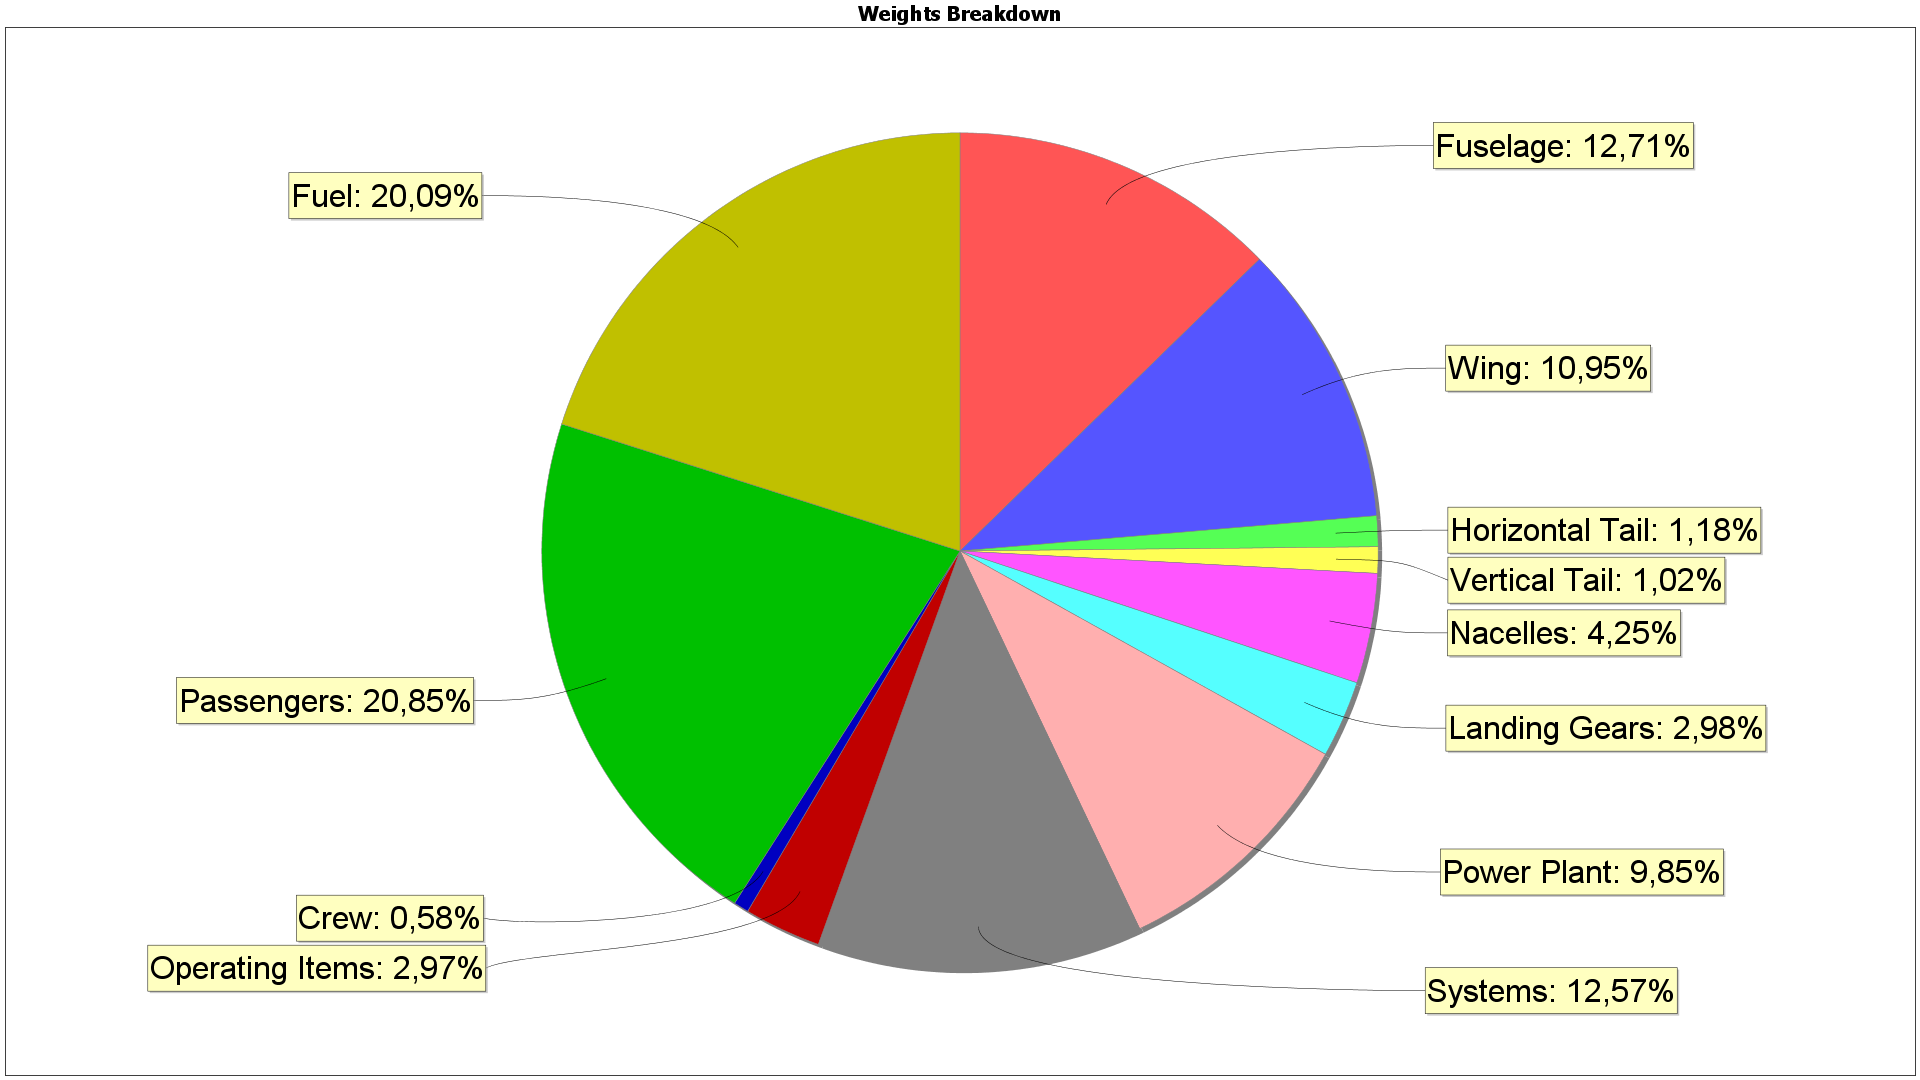 Weights Breakdown
Fuselage: 12,71%
Fuel: 20,09%
Wing: 10,95%
Horizontal Tail: 1,18%
Vertical Tail: 1,02%
Nacelles: 4,25%
Passengers: 20,85%
Landing Gears: 2,98%
Power Plant: 9,85%
Crew: 0,58%
Operating Items: 2,97%
Systems: 12,57%